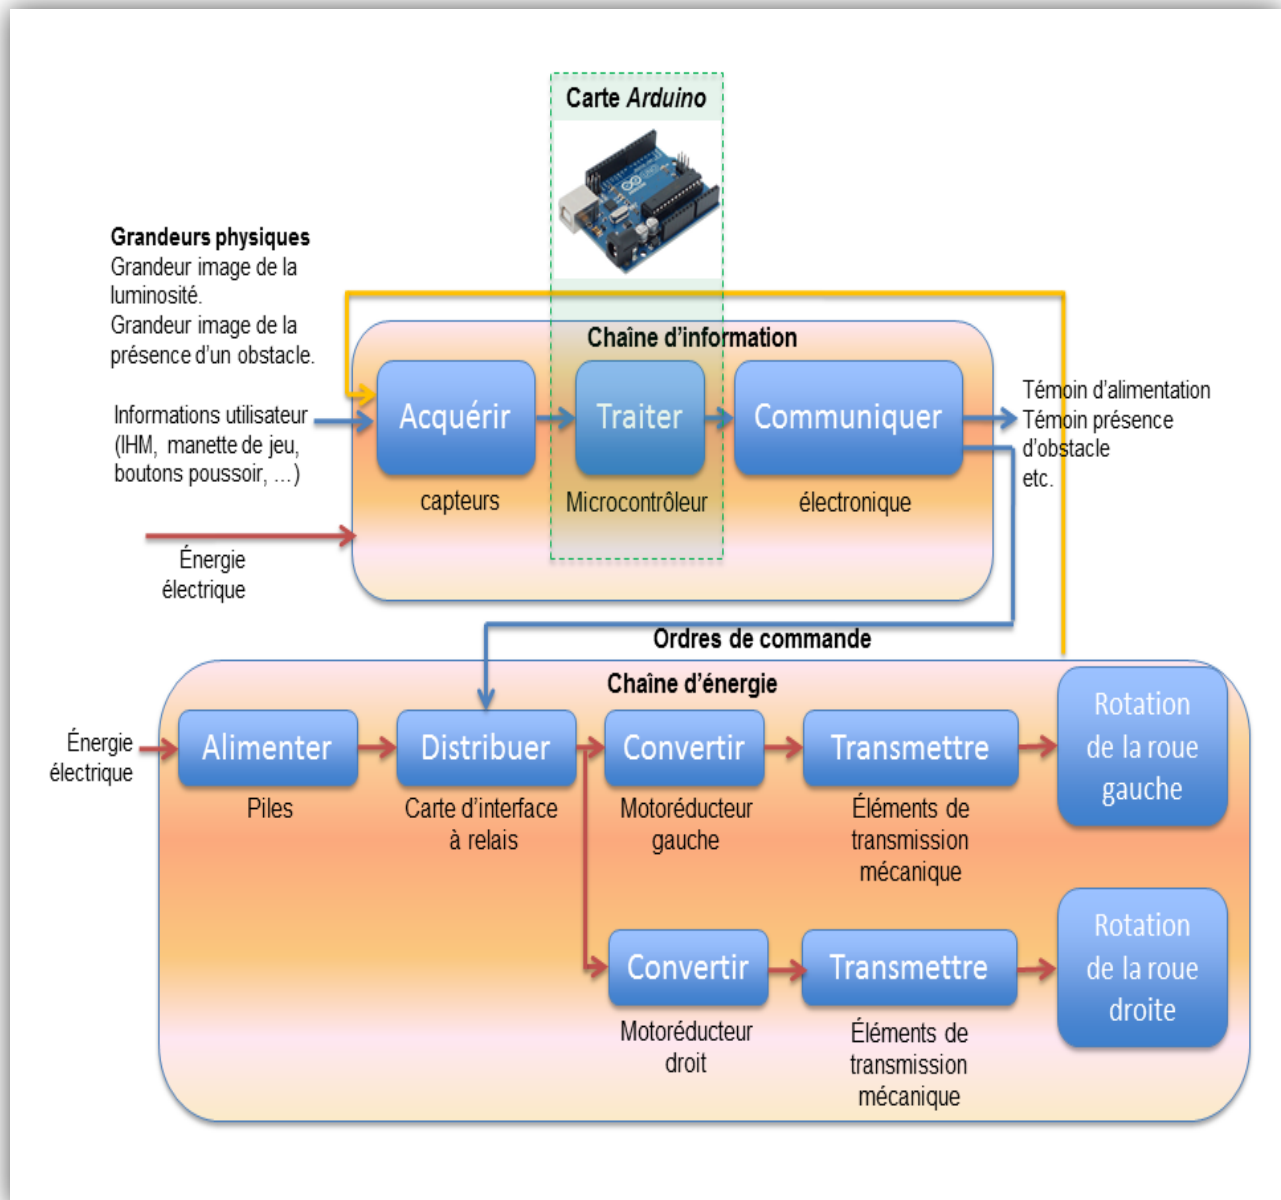 Carte Arduino
Grandeurs physiques
Grandeur image de la
luminosité.
Grandeur image de la
présence d'un obstacle.
Informations utilisateur
(IHM, manette de jeu,
boutons poussoir, …)
Énergie
électrique
Chaîne d'information
Acquérir
capteurs
Traiter
Microcontrôleur
Communiquer
électronique
Témoin d'alimentation
Témoin présence
d'obstacle
etc.
Ordres de commande
Chaîne d'énergie
Énergie
électrique
Alimenter
Piles
Distribuer
Carte d'interface
à relais
Convertir
Motoréducteur
gauche
Transmettre
Éléments de
transmission
mécanique
Rotation
de la roue
gauche
Convertir
Motoréducteur
droit
Transmettre
Éléments de
transmission
mécanique
Rotation
de la roue
droite